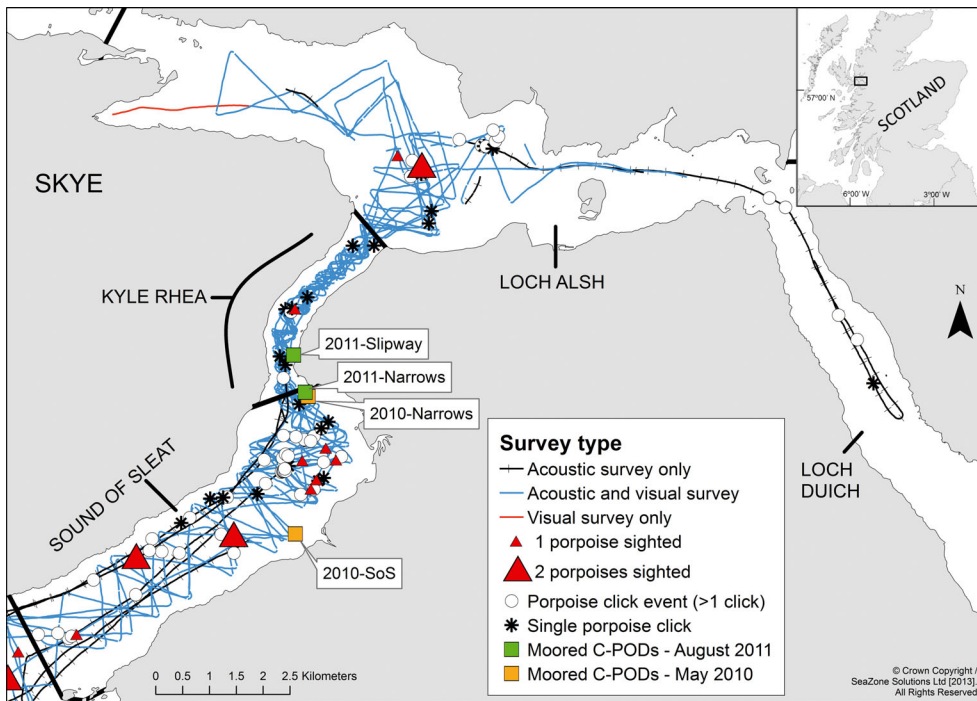 SKYE
KYLE RHEA
LOCH ALSH
LOCH
DUICH
SOUND OF SLEAT
2011-Slipway
2011-Narrows
2010-Narrows
2010-SoS
57°00' N
SCOTLAND
0
6°00' W
3°00' W
N
Survey type
Acoustic survey only
Acoustic and visual survey
Visual survey only
1 porpoise sighted
2 porpoises sighted
Porpoise click event (>1 click)
Single porpoise click
Moored C-PODs - August 2011
Moored C-PODs - May 2010
0 0.5 1 1.5 2 2.5 Kilometers
© Crown Copyright /
SeaZone Solutions Ltd [2013].
All Rights Reserved.